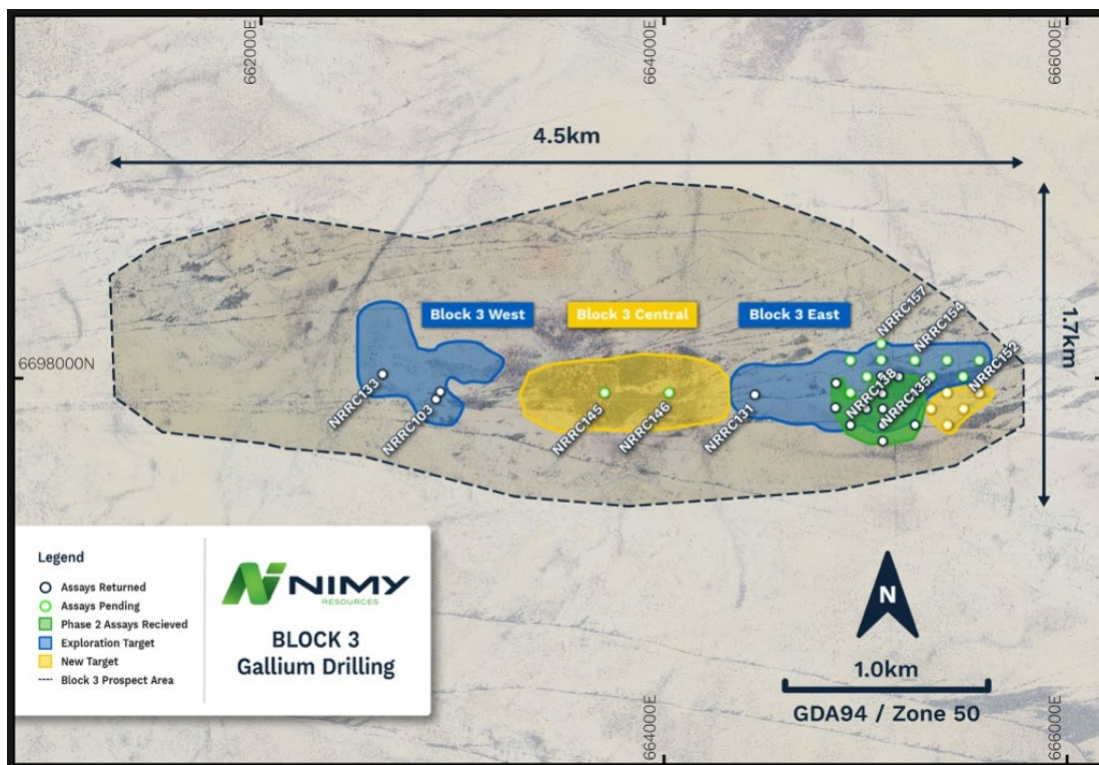 662000E
664000E
666000E
4.5km
1.7km
6698000N
Block 3 West
Block 3 Central
Block 3 East
NRRC157
NRRC154
NRRC152
NRRC138
NRRC135
NRRC133
NRRC103
NRRC145
NRRC146
NRRC131
Legend
Assays Returned
Assays Pending
Phase 2 Assays Recieved
Exploration Target
New Target
Block 3 Prospect Area
NIMY
RESOURCES
BLOCK 3
Gallium Drilling
N
1.0km
GDA94 / Zone 50
664000E
666000E